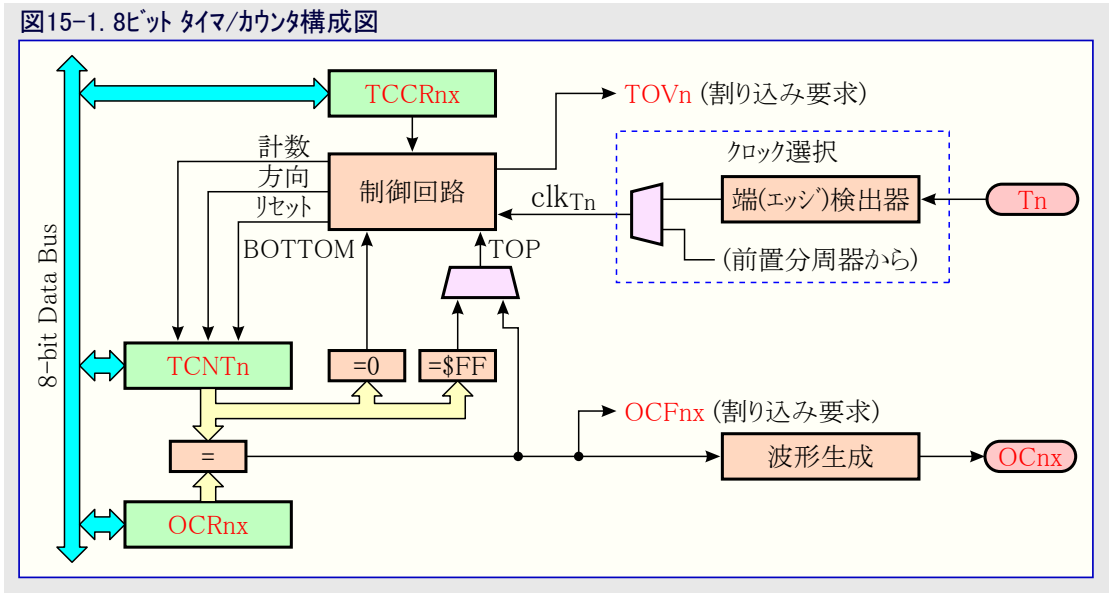 図15-1. 8ビット タイマ/カウンタ構成図
TCCRnx
TOVn (割り込み要求)
計数
方向
リセット
制御回路
clkTn
クロック選択
端(エッジ)検出器
Tn
(前置分周器から)
BOTTOM
TOP
8-bit Data Bus
TCNTn
=0
=$FF
OCFnx (割り込み要求)
=
波形生成
OCnx
OCRnx